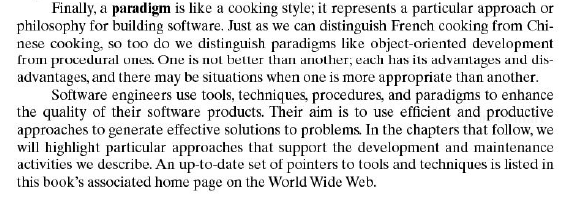 Finally, a paradigm is like a cooking style; it represents a particular approach or
philosophy for building software. Just as we can distinguish French cooking from Chi-
nese cooking, so too do we distinguish paradigms like object-oriented development
from procedural ones. One is not better than another; each has its advantages and dis-
advantages, and there may be situations when one is more appropriate than another.
Software engineers use tools, techniques, procedures, and paradigms to enhance
the quality of their software products. Their aim is to use efficient and productive
approaches to generate effective solutions to problems. In the chapters that follow, we
will highlight particular approaches that support the development and maintenance
activities we describe. An up-to-date set of pointers to tools and techniques is listed in
this book's associated home page on the World Wide Web.